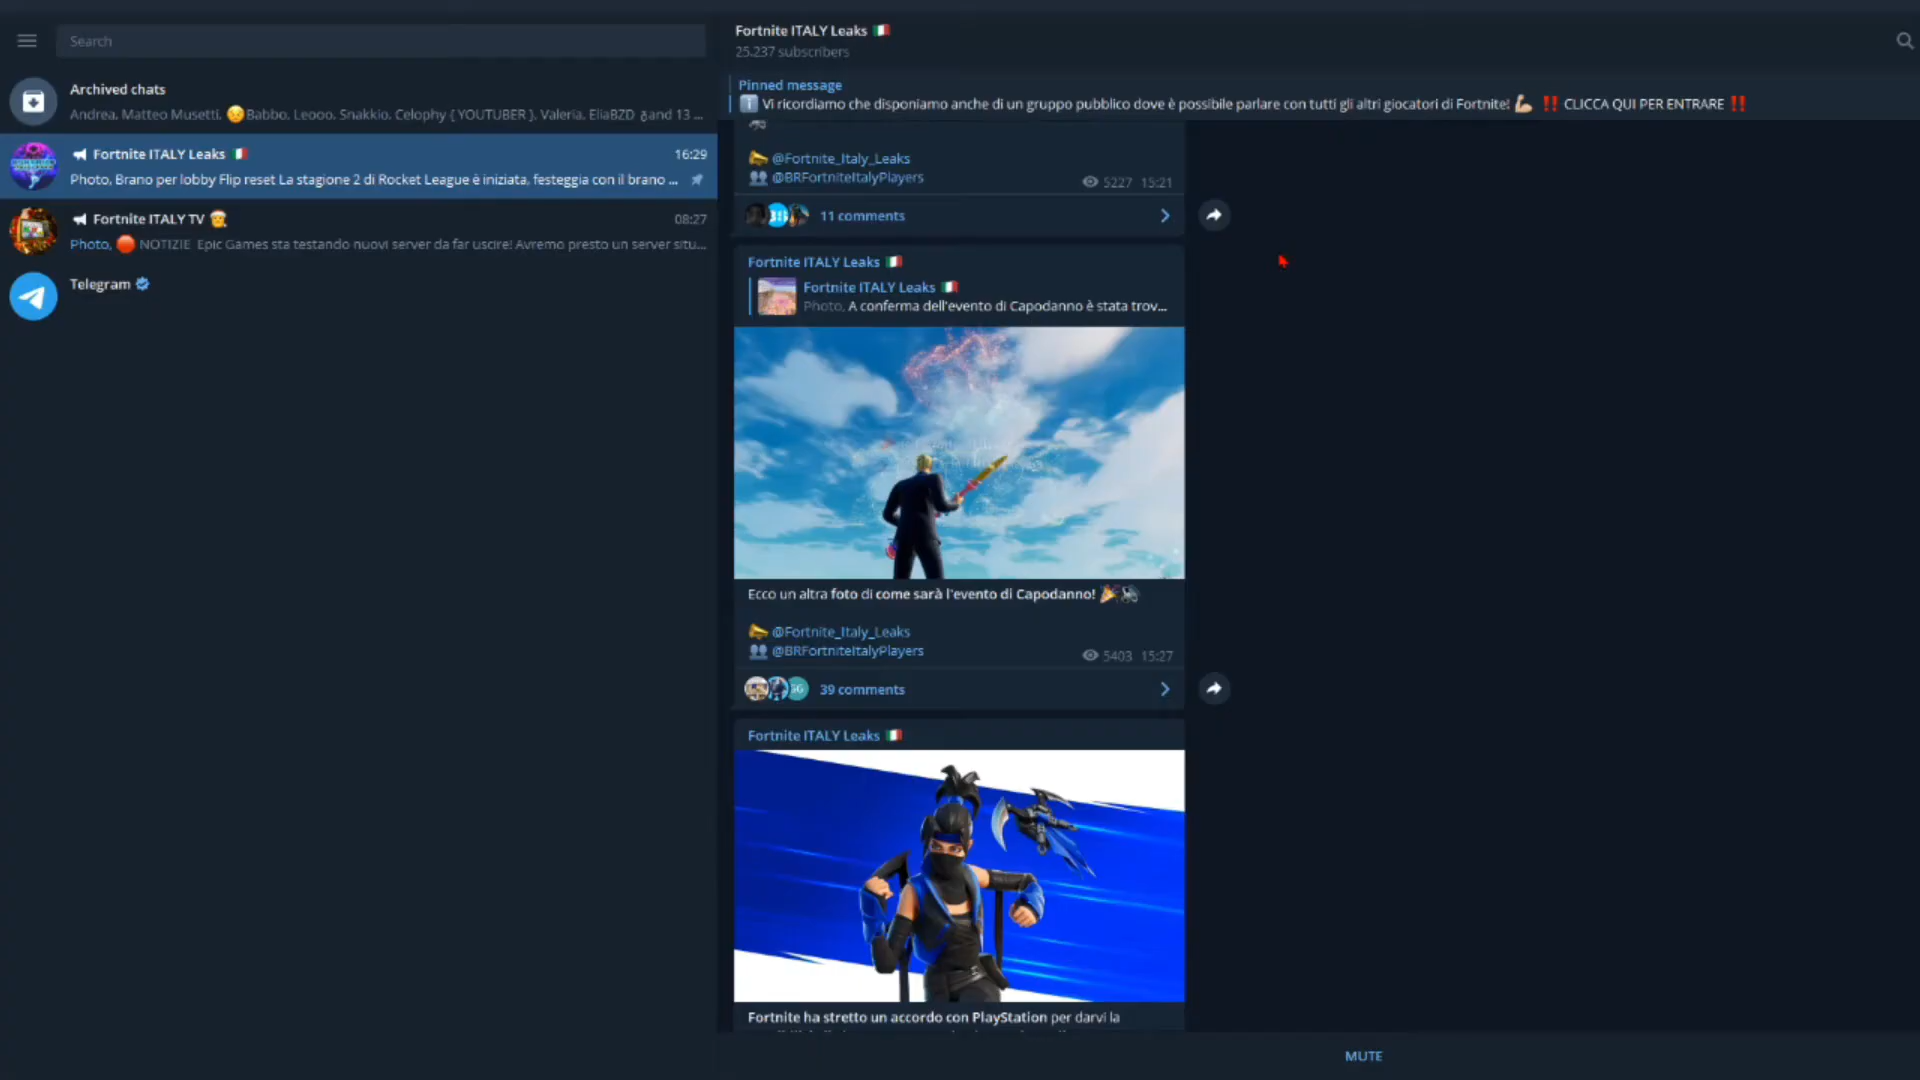 Search
Archived chats
Andrea, Matteo Musetti, Babbo, Leooo, Snakkio, Celophy { YOUTUBER }, Valeria, EliaBZD and 13 ...
Fortnite ITALY Leaks
16:29
Photo, Brano per lobby Flip reset La stagione 2 di Rocket League è iniziata, festeggia con il brano ...
Fortnite ITALY TV
08:27
Photo, NOTIZIE Epic Games sta testando nuovi server da far uscire! Avremo presto un server situ...
Telegram
Fortnite ITALY Leaks
25,237 subscribers
Pinned message
Vi ricordiamo che disponiamo anche di un gruppo pubblico dove è possibile parlare con tutti gli altri giocatori di Fortnite! 💪🏼 ‼️ CLICCA QUI PER ENTRARE ‼️
@Fortnite_Italy_Leaks
@BRFortniteItalyPlayers
5227 15:21
11 comments
Fortnite ITALY Leaks
Fortnite ITALY Leaks
Photo, A conferma dell'evento di Capodanno è stata trov...
Ecco un altra foto di come sarà l'evento di Capodanno!
@Fortnite_Italy_Leaks
@BRFortniteItalyPlayers
5403 15:27
SG
39 comments
Fortnite ITALY Leaks
Fortnite ha stretto un accordo con PlayStation per darvi la
MUTE